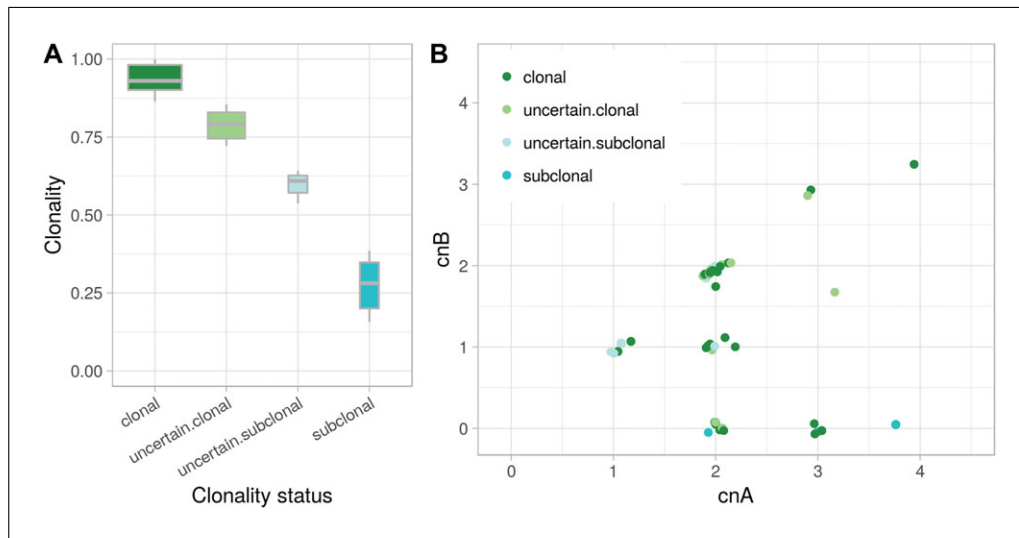 A
1.00
0.75
0.50
0.25
0.00
Clonality
clonal
uncertain.clonal
uncertain.subclonal
subclonal
Clonality status
B
clonal
uncertain.clonal
uncertain.subclonal
subclonal
4
3
2
1
0
cnB
0 1 2 3 4
cnA